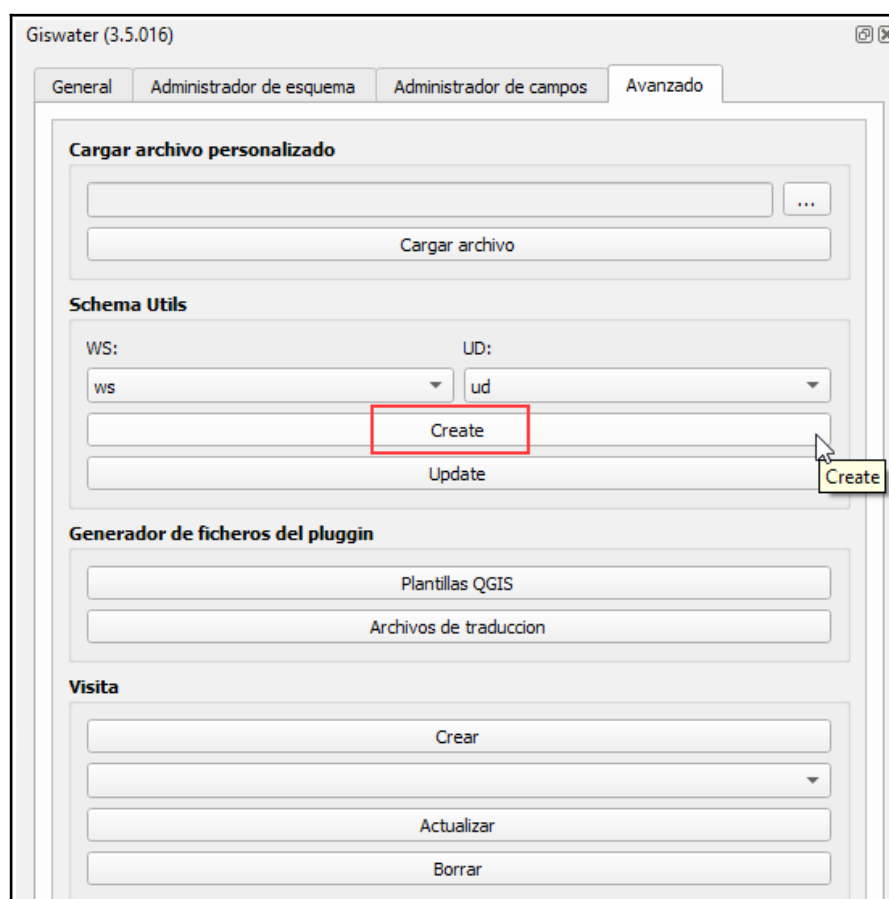 Giswater (3.5.016)
General Administrador de esquema Administrador de campos Avanzado
Cargar archivo personalizado
...
Cargar archivo
Schema Utils
WS: UD:
ws ud
Create
Update
Create
Generador de ficheros del pluggin
Plantillas QGIS
Archivos de traduccion
Visita
Crear
Actualizar
Borrar